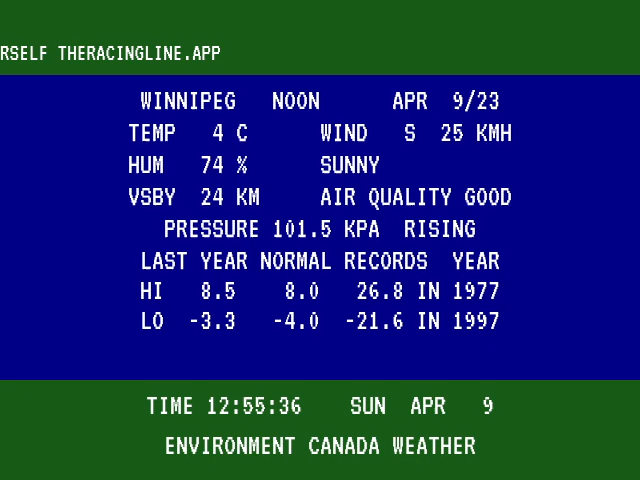 RSELF THERACINGLINE.APP
WINNIPEG NOON APR 9/23
TEMP 4 C WIND S 25 KMH
HUM 74 % SUNNY
VSBY 24 KM AIR QUALITY GOOD
PRESSURE 101.5 KPA RISING
LAST YEAR NORMAL RECORDS YEAR
HI 8.5 8.0 26.8 IN 1977
LO -3.3 -4.0 -21.6 IN 1997
TIME 12:55:36 SUN APR 9
ENVIRONMENT CANADA WEATHER